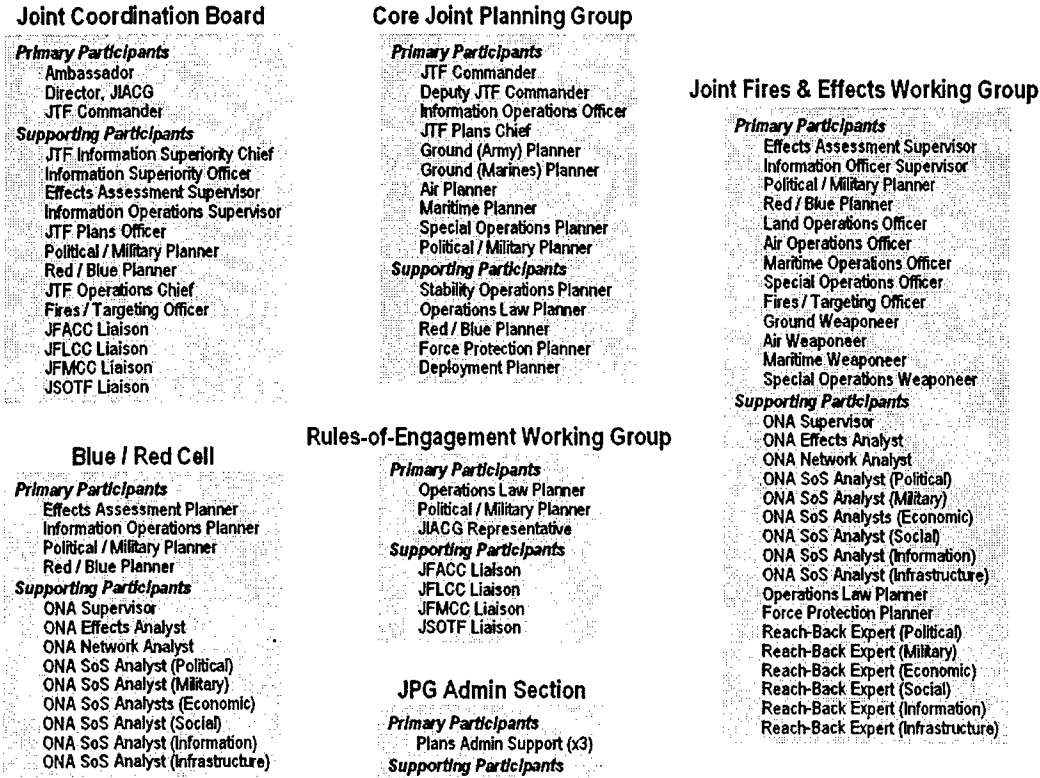 Joint Coordination Board
Primary Participants
Ambassador
Director, JIACG
JTF Commander
Supporting Participants
JTF Information Superiority Chief
Information Superiority Officer
Effects Assessment Supervisor
Information Operations Supervisor
JTF Plans Officer
Political / Military Planner
Red / Blue Planner
JTF Operations Chief
Fires / Targeting Officer
JFACC Liaison
JFLCC Liaison
JFMCC Liaison
JSOTF Liaison
Blue / Red Cell
Primary Participants
Effects Assessment Planner
Information Operations Planner
Political / Military Planner
Red / Blue Planner
Supporting Participants
ONA Supervisor
ONA Effects Analyst
ONA Network Analyst
ONA SoS Analyst (Political)
ONA SoS Analyst (Military)
ONA SoS Analysts (Economic)
ONA SoS Analyst (Social)
ONA SoS Analyst (Information)
ONA SoS Analyst (Infrastructure)
Core Joint Planning Group
Primary Participants
JTF Commander
Deputy JTF Commander
Information Operations Officer
JTF Plans Chief
Ground (Army) Planner
Ground (Marines) Planner
Air Planner
Maritime Planner
Special Operations Planner
Political / Military Planner
Supporting Participants
Stability Operations Planner
Operations Law Planner
Red / Blue Planner
Force Protection Planner
Deployment Planner
Rules-of-Engagement Working Group
Primary Participants
Operations Law Planner
Political / Military Planner
JIACG Representative
Supporting Participants
JFACC Liaison
JFLCC Liaison
JFMCC Liaison
JSOTF Liaison
JPG Admin Section
Primary Participants
Plans Admin Support (x3)
Supporting Participants
Joint Fires & Effects Working Group
Primary Participants
Effects Assessment Supervisor
Information Officer Supervisor
Political / Military Planner
Red / Blue Planner
Land Operations Officer
Air Operations Officer
Maritime Operations Officer
Special Operations Officer
Fires / Targeting Officer
Ground Weaponeer
Air Weaponeer
Maritime Weaponeer
Special Operations Weaponeer
Supporting Participants
ONA Supervisor
ONA Effects Analyst
ONA Network Analyst
ONA SoS Analyst (Political)
ONA SoS Analyst (Military)
ONA SoS Analysts (Economic)
ONA SoS Analyst (Social)
ONA SoS Analyst (Information)
ONA SoS Analyst (Infrastructure)
Operations Law Planner
Force Protection Planner
Reach-Back Expert (Political)
Reach-Back Expert (Military)
Reach-Back Expert (Economic)
Reach-Back Expert (Social)
Reach-Back Expert (Information)
Reach-Back Expert (Infrastructure)